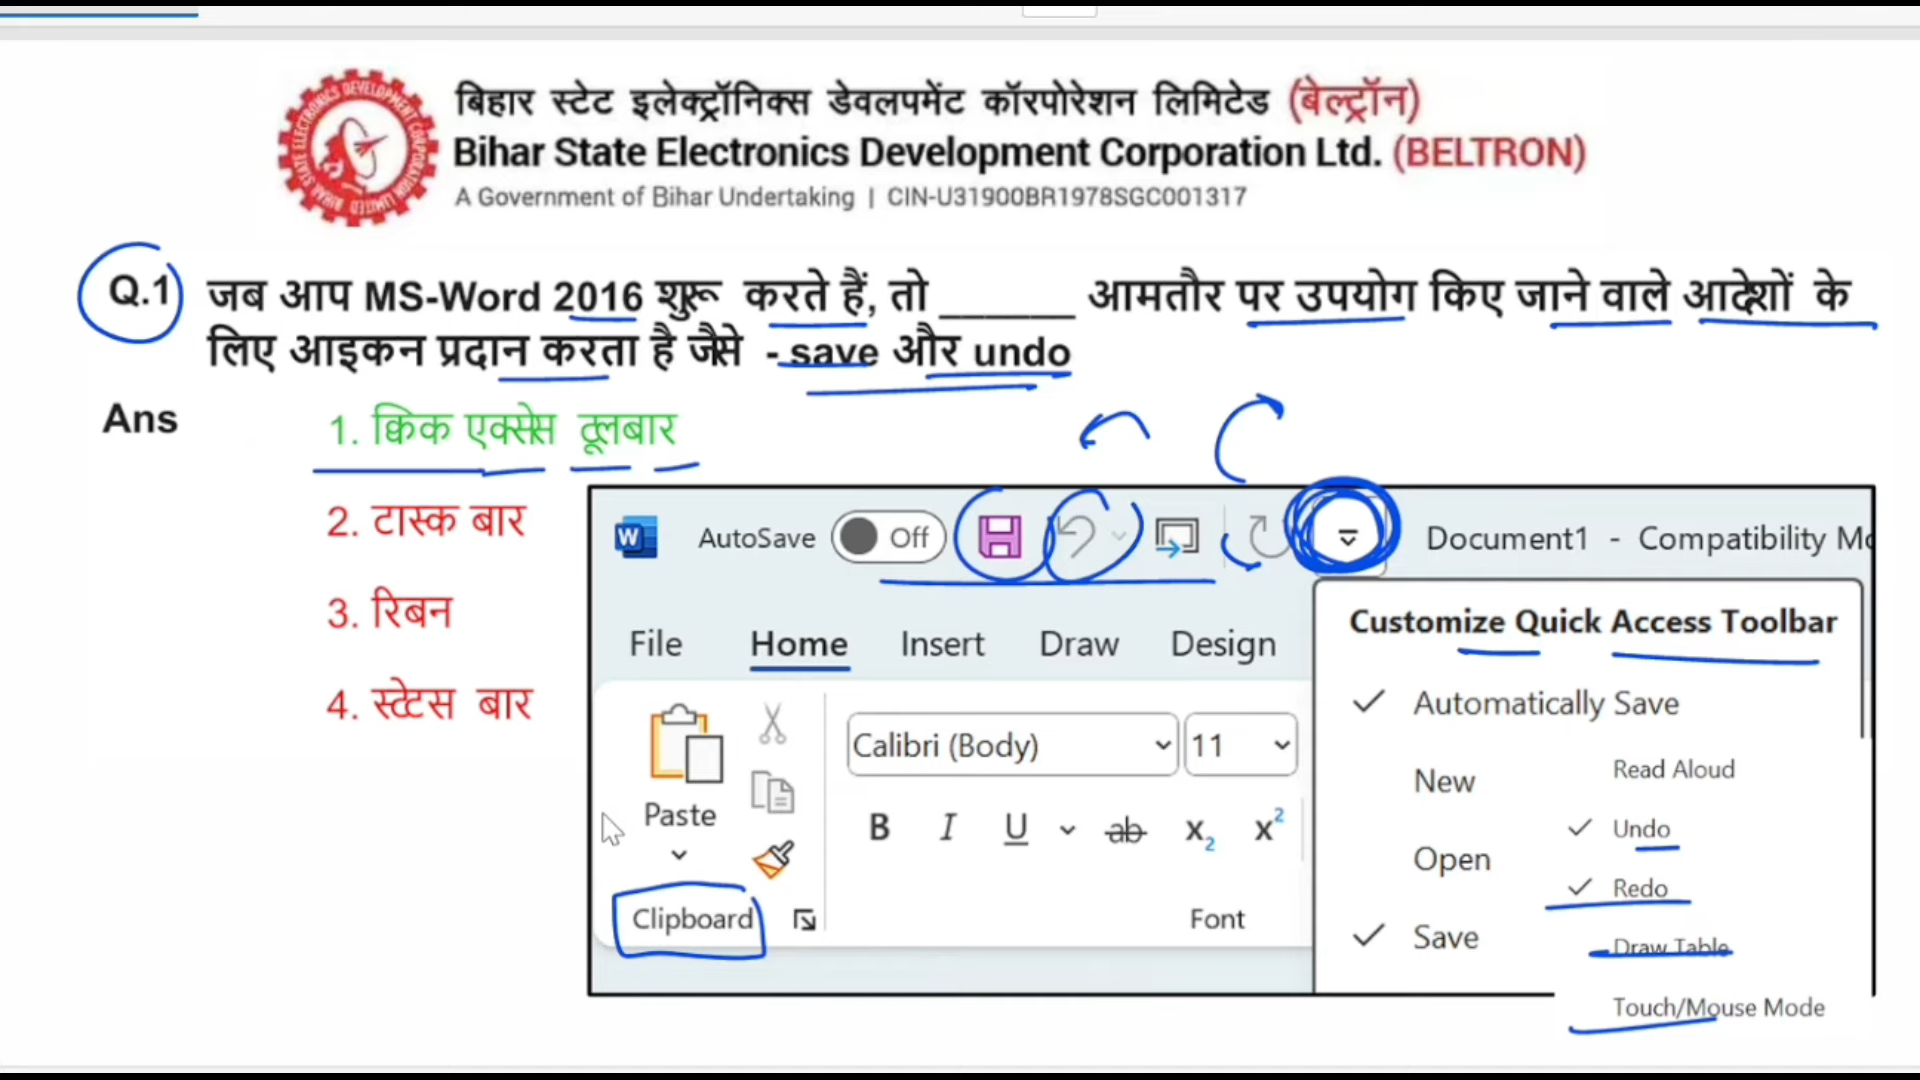 बिहार स्टेट इलेक्ट्रॉनिक्स डेवलपमेंट कॉरपोरेशन लिमिटेड (बेल्ट्रॉन)
Bihar State Electronics Development Corporation Ltd. (BELTRON)
A Government of Bihar Undertaking | CIN-U31900BR1978SGC001317
Q.1 जब आप MS-Word 2016 शुरू करते हैं, तो ______ आमतौर पर उपयोग किए जाने वाले आदेशों के
लिए आइकन प्रदान करता है जैसे - save और undo
Ans
1. क्विक एक्सेस टूलबार
2. टास्क बार
3. रिबन
4. स्टेटस बार
W AutoSave Off Document1 - Compatibility Mo
File Home Insert Draw Design
Customize Quick Access Toolbar
Automatically Save
New
Open
Save
Read Aloud
Undo
Redo
Draw Table
Touch/Mouse Mode
Calibri (Body) 11
Paste
B I U ab x2 x2
Clipboard Font